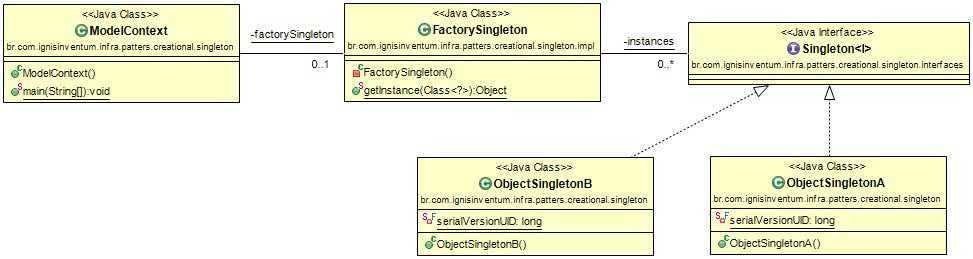 <<Java Class>>
ModelContext
br.com.ignisinventum.infra.patters.creational.singleton
ModelContext()
main(String[]):void
-factorySingleton
0..1
<<Java Class>>
FactorySingleton
br.com.ignisinventum.infra.patters.creational.singleton.impl
FactorySingleton()
getInstance(Class<?>):Object
-instances
0..*
<<Java Interface>>
Singleton<I>
br.com.ignisinventum.infra.patters.creational.singleton.interfaces
<<Java Class>>
ObjectSingletonB
br.com.ignisinventum.infra.patters.creational.singleton
serialVersionUID: long
ObjectSingletonB()
<<Java Class>>
ObjectSingletonA
br.com.ignisinventum.infra.patters.creational.singleton
serialVersionUID: long
ObjectSingletonA()